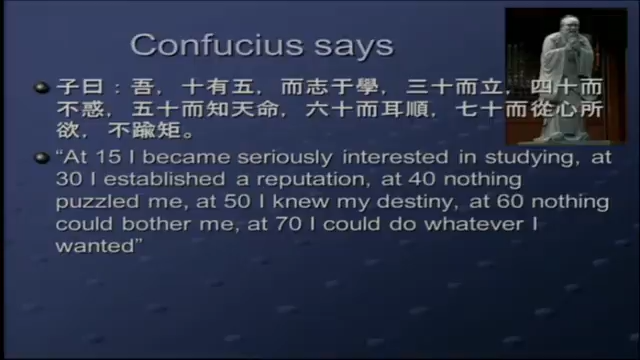 Confucius says
子曰：吾，十有五，而志于學，三十而立，四十而
不惑，五十而知天命，六十而耳順，七十而從心所
欲，不踰矩。
“At 15 I became seriously interested in studying, at
30 I established a reputation, at 40 nothing
puzzled me, at 50 I knew my destiny, at 60 nothing
could bother me, at 70 I could do whatever I
wanted”